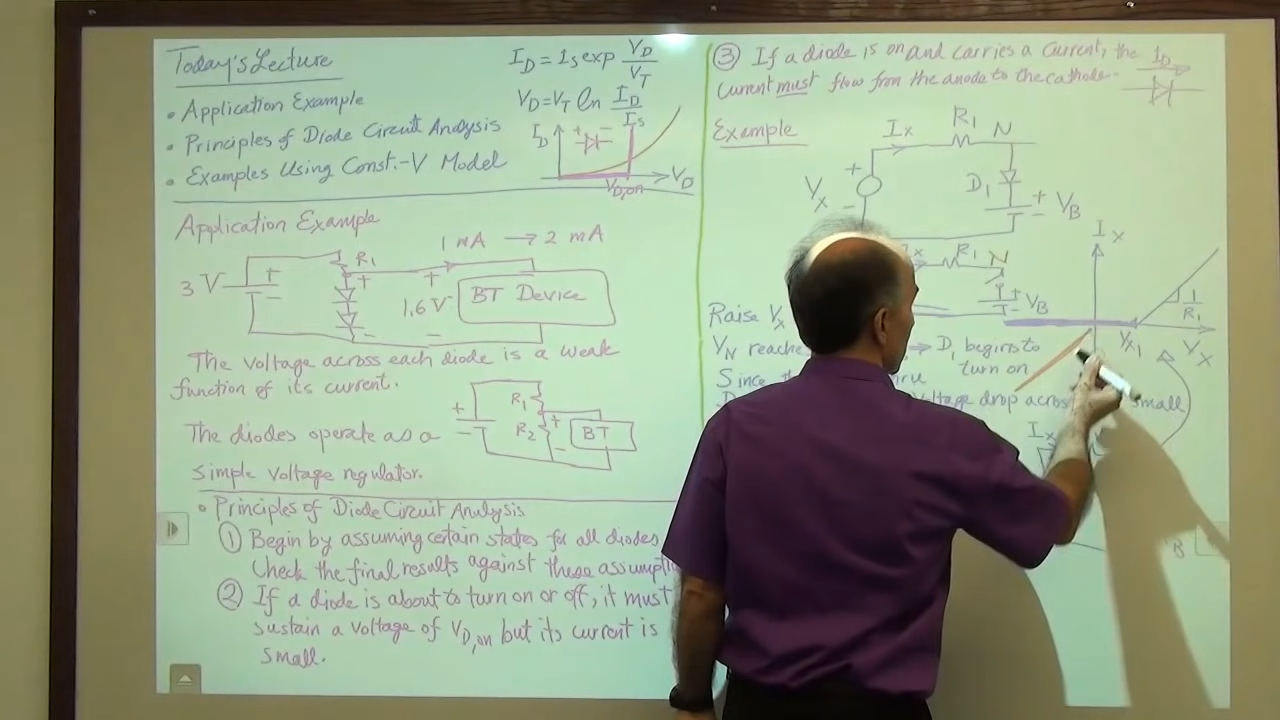 Today's Lecture
• Application Example
• Principles of Diode Circuit Analysis
• Examples Using Const.-V Model
I_D = I_S exp V_D/V_T
V_D = V_T ln I_D/I_S
I_D
+ −
V_D,on
V_D
Application Example
3 V
+
−
R1
+
−
+
1.6 V
−
1 mA → 2 mA
BT Device
The voltage across each diode is a weak
function of its current.
The diodes operate as a
simple voltage regulator.
+
−
R1
R2
+
−
BT
• Principles of Diode Circuit Analysis
① Begin by assuming certain states for all diodes
Check the final results against these
② If a diode is about to turn on or off, it must
sustain a voltage of V_D,on but its current is
small.
③ If a diode is on and carries a current, the
current must flow from the anode to the cathode.
I_D
Example
V_X
+
−
I_X
R1
N
D1
+
−
V_B
R1
N
+
−
V_B
I_X
1/R1
V_X1
V_X
Raise V_X
V_N → D1 begins to
turn on
Since
voltage drop small
I_X